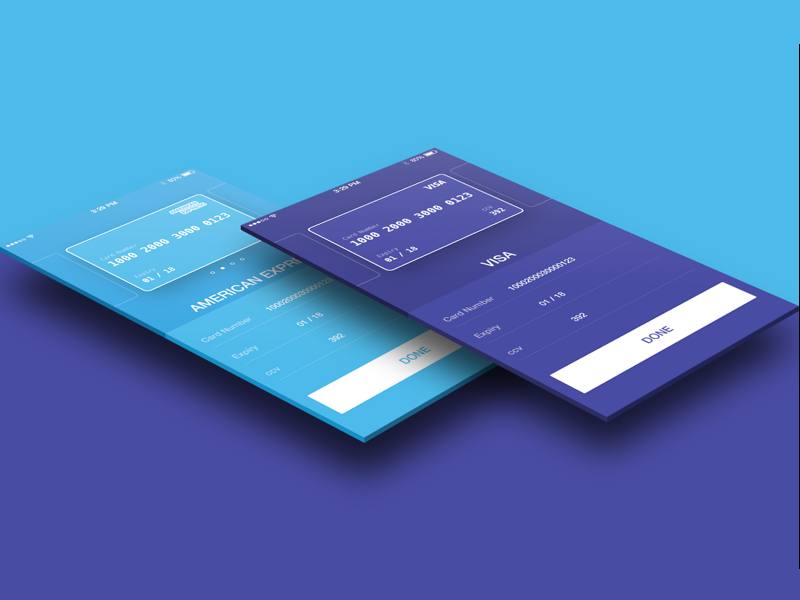 3:29 PM
80%
AMERICAN EXPRESS
Card Number
1000 2000 3000 0123
Expiry
01 / 18
AMERICAN EXPR
Card Number 1000200030000123
Expiry 01 / 18
CCV 392
DONE
3:29 PM
80%
VISA
Card Number
1000 2000 3000 0123
Expiry
01 / 18
CCV
392
VISA
Card Number 1000200030000123
Expiry 01 / 18
CCV 392
DONE